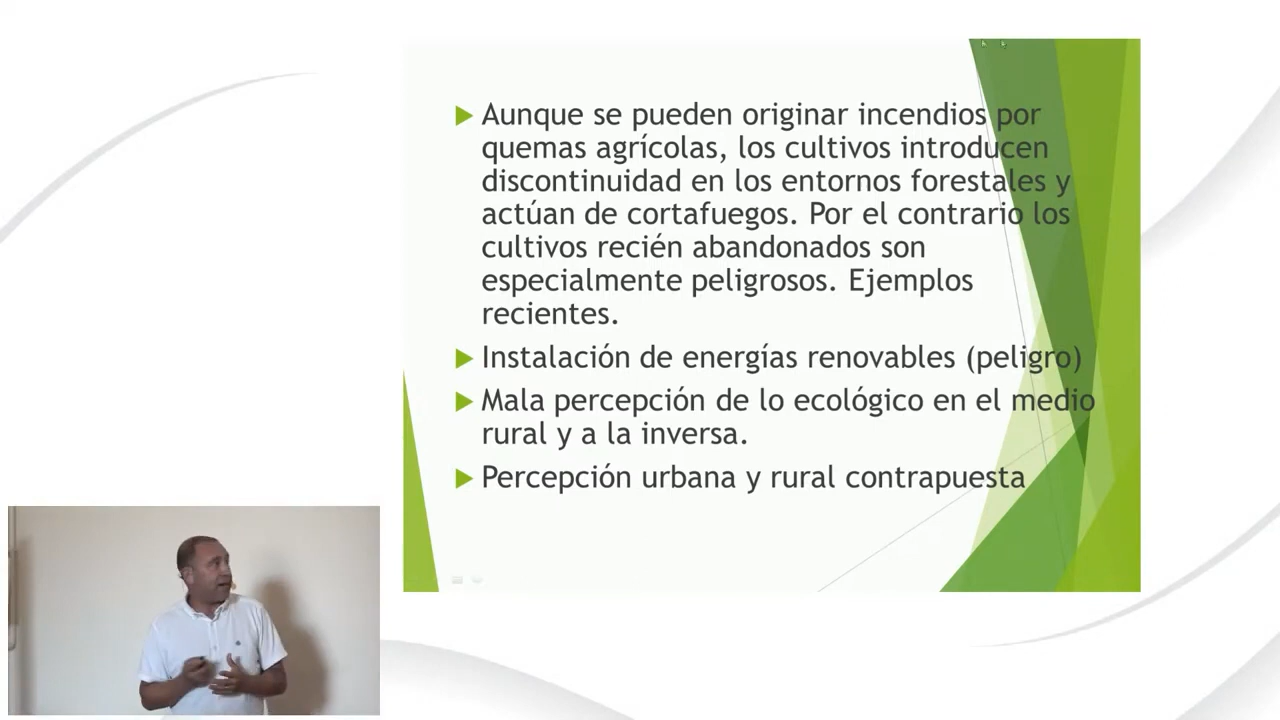 Aunque se pueden originar incendios por
quemas agrícolas, los cultivos introducen
discontinuidad en los entornos forestales y
actúan de cortafuegos. Por el contrario los
cultivos recién abandonados son
especialmente peligrosos. Ejemplos
recientes.
Instalación de energías renovables (peligro)
Mala percepción de lo ecológico en el medio
rural y a la inversa.
Percepción urbana y rural contrapuesta